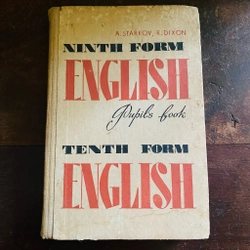 A. STARKOV, R. DIXON
NINTH FORM
ENGLISH
Pupil's book
TENTH FORM
ENGLISH